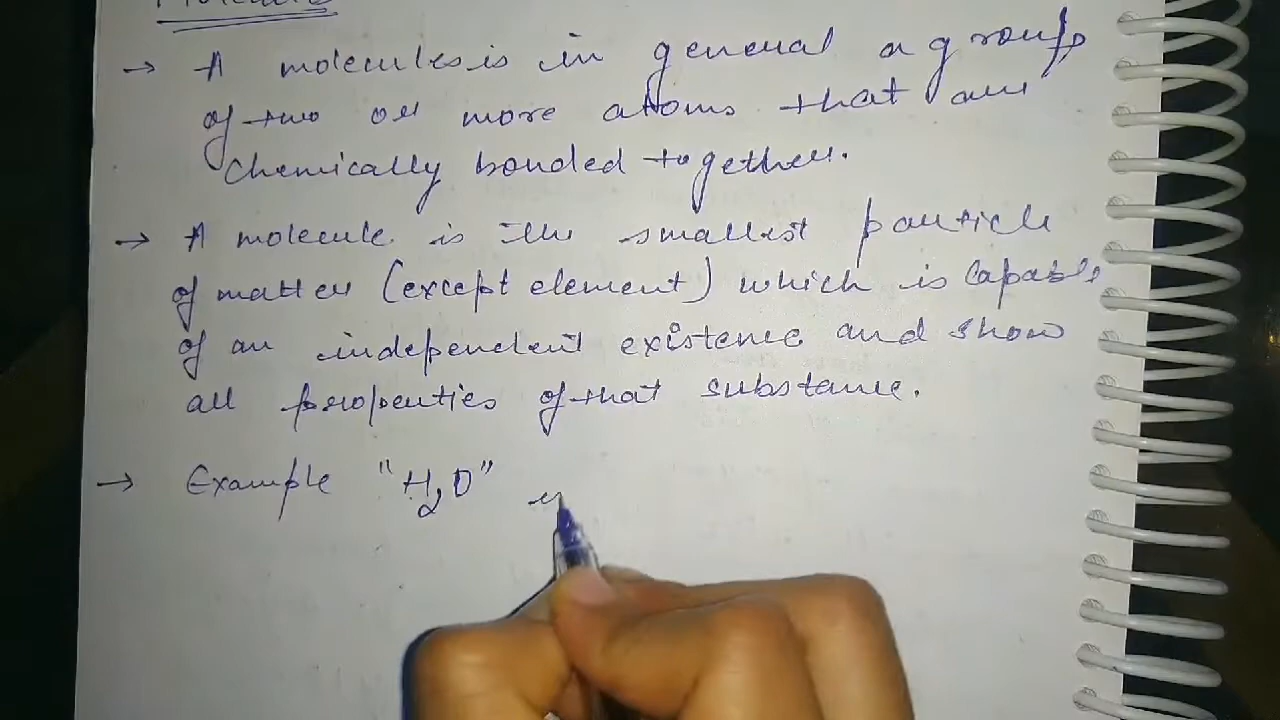 Molecule
→ A molecules is in general a group
of two or more atoms that are
chemically bonded together.
→ A molecule is the smallest particle
of matter (except element) which is capable
of an independent existence and show
all properties of that substance.
→ Example "H₂O"